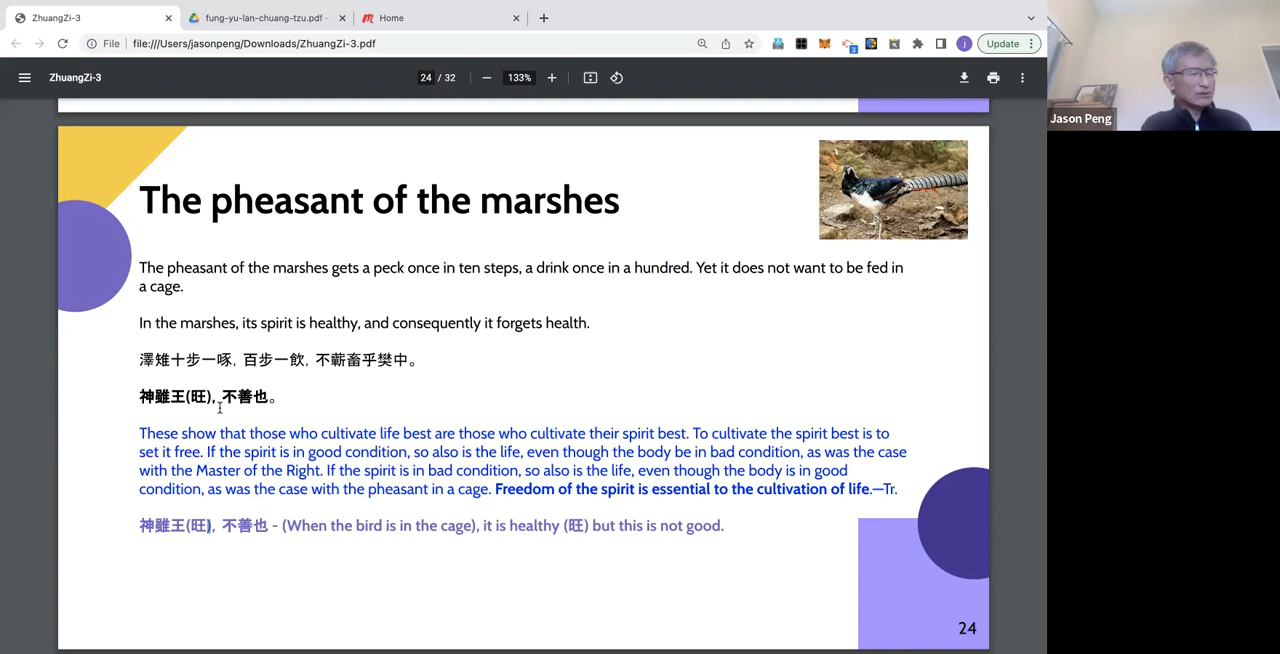 ZhuangZi-3
fung-yu-lan-chuang-tzu.pdf -
Home
File
file:///Users/jasonpeng/Downloads/ZhuangZi-3.pdf
3
j
Update
ZhuangZi-3
24 / 32
133%
Jason Peng
The pheasant of the marshes
The pheasant of the marshes gets a peck once in ten steps, a drink once in a hundred. Yet it does not want to be fed in
a cage.
In the marshes, its spirit is healthy, and consequently it forgets health.
澤雉十步一啄, 百步一飲, 不蘄畜乎樊中。
神雖王(旺), 不善也。
These show that those who cultivate life best are those who cultivate their spirit best. To cultivate the spirit best is to
set it free. If the spirit is in good condition, so also is the life, even though the body be in bad condition, as was the case
with the Master of the Right. If the spirit is in bad condition, so also is the life, even though the body is in good
condition, as was the case with the pheasant in a cage. Freedom of the spirit is essential to the cultivation of life.—Tr.
神雖王(旺), 不善也 - (When the bird is in the cage), it is healthy (旺) but this is not good.
24